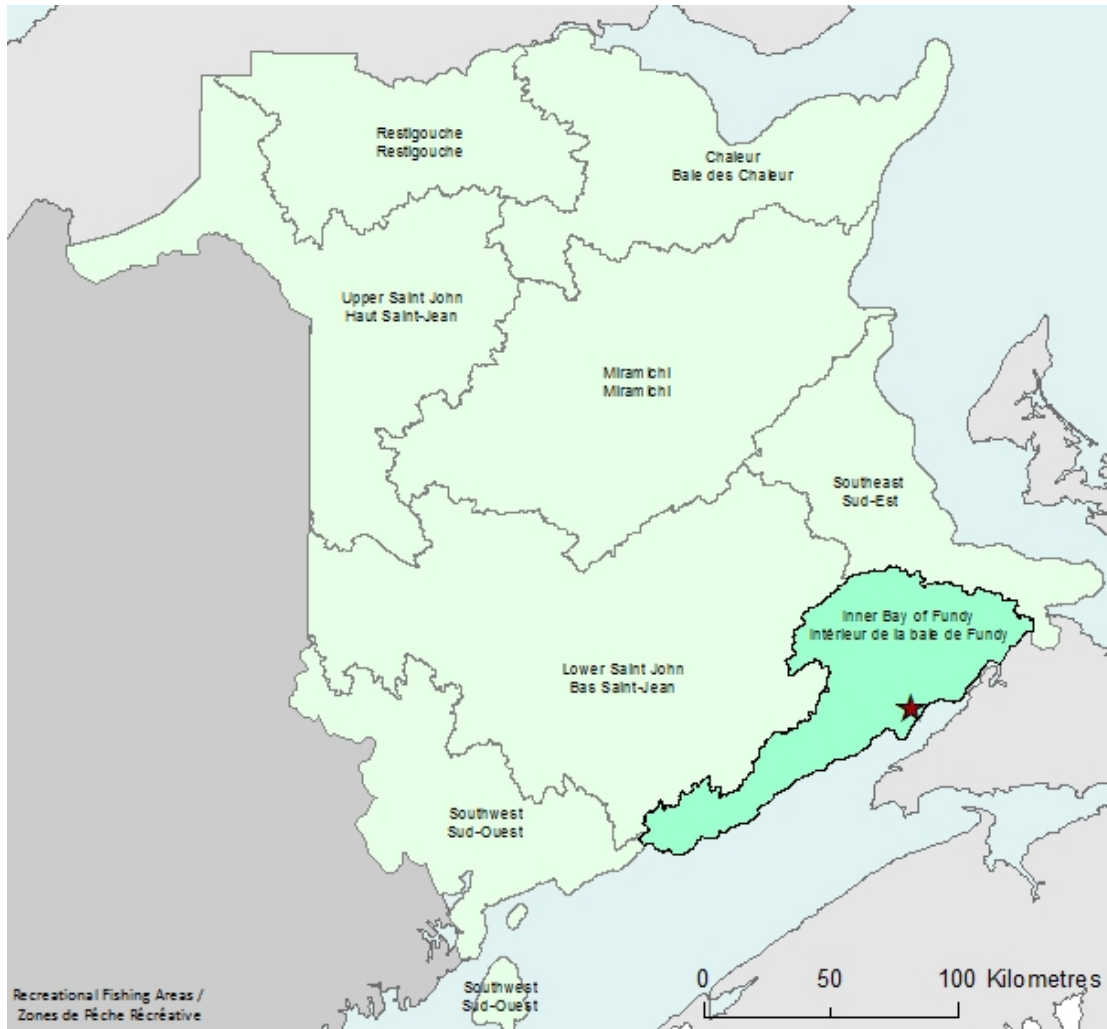 Restigouche
Restigouche
Chaleur
Baie des Chaleur
Upper Saint John
Haut Saint-Jean
Miramichi
Miramichi
Southeast
Sud-Est
Inner Bay of Fundy
Intérieur de la baie de Fundy
Lower Saint John
Bas Saint-Jean
Southwest
Sud-Ouest
0 50 100 Kilometres
Southwest
Sud-Ouest
Recreational Fishing Areas /
Zones de Pêche Récréative